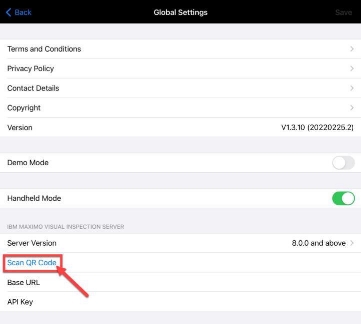 Back Global Settings Save
Terms and Conditions
Privacy Policy
Contact Details
Copyright
Version V1.3.10 (20220225.2)
Demo Mode
Handheld Mode
IBM MAXIMO VISUAL INSPECTION SERVER
Server Version 8.0.0 and above
Scan QR Code
Base URL
API Key